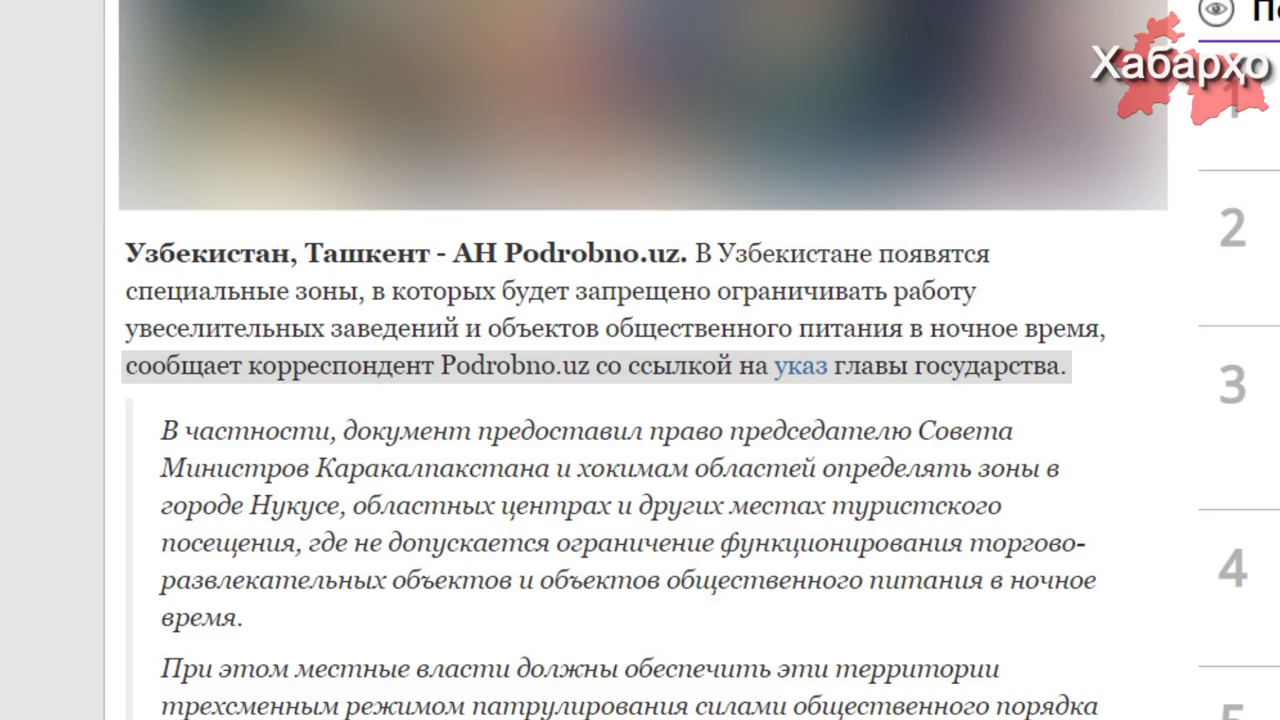 Хабарҳо
1
2
3
4
Узбекистан, Ташкент - АН Podrobno.uz. В Узбекистане появятся
специальные зоны, в которых будет запрещено ограничивать работу
увеселительных заведений и объектов общественного питания в ночное время,
сообщает корреспондент Podrobno.uz со ссылкой на указ главы государства.
В частности, документ предоставил право председателю Совета
Министров Каракалпакстана и хокимам областей определять зоны в
городе Нукусе, областных центрах и других местах туристского
посещения, где не допускается ограничение функционирования торгово-
развлекательных объектов и объектов общественного питания в ночное
время.
При этом местные власти должны обеспечить эти территории
трехсменным режимом патрулирования силами общественного порядка